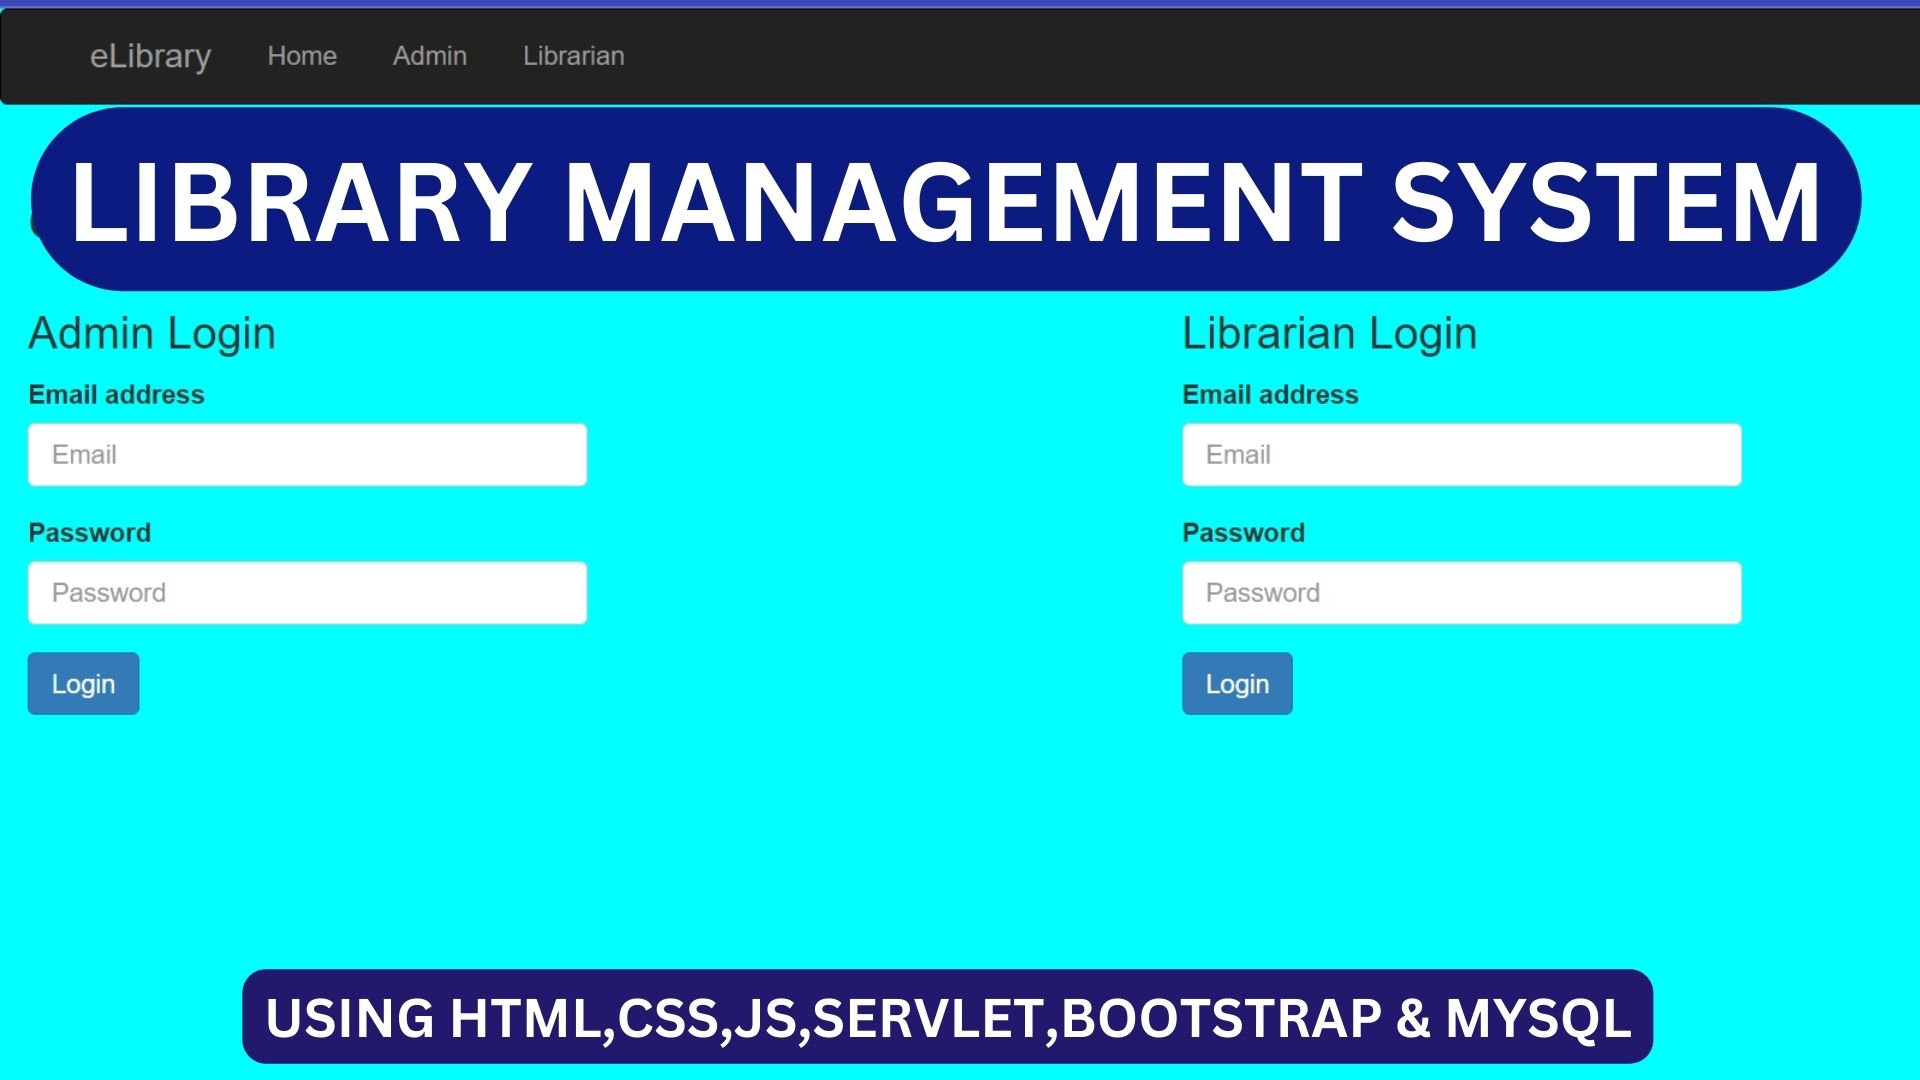 eLibrary Home Admin Librarian
LIBRARY MANAGEMENT SYSTEM
Admin Login
Email address
Email
Password
Password
Login
Librarian Login
Email address
Email
Password
Password
Login
USING HTML,CSS,JS,SERVLET,BOOTSTRAP & MYSQL